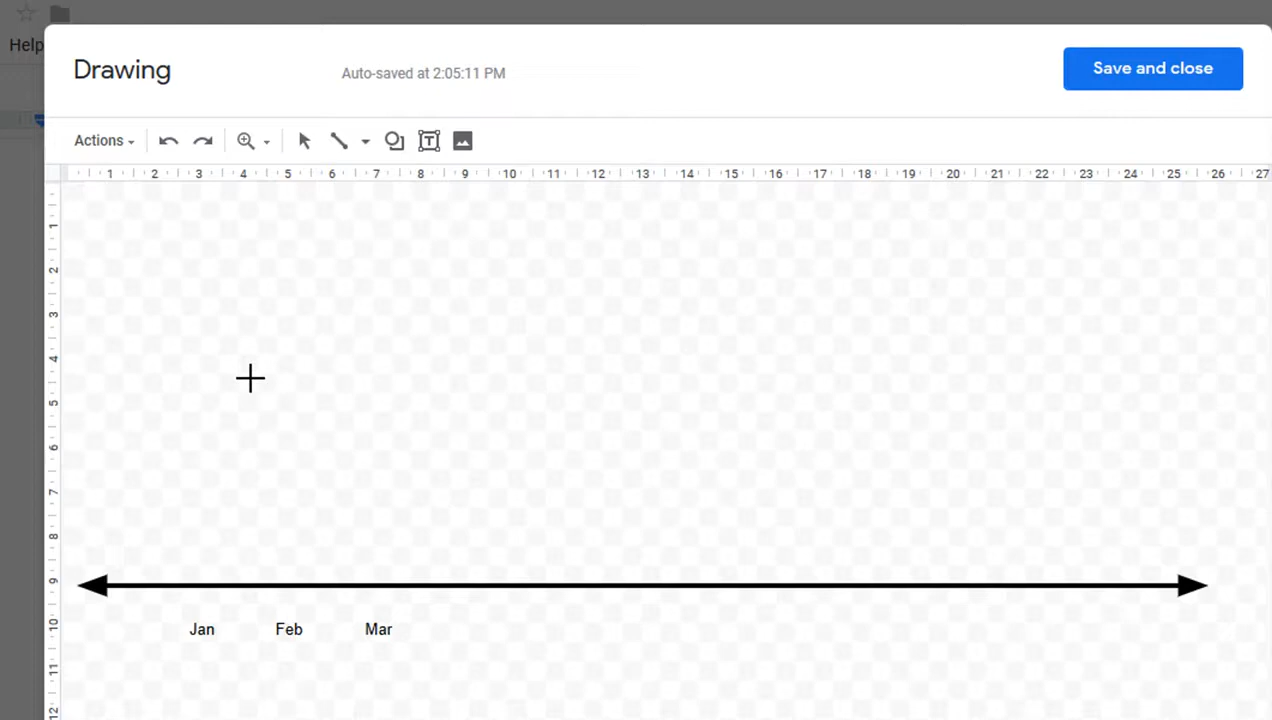 Help
Drawing
Auto-saved at 2:05:11 PM
Save and close
Actions
1 2 3 4 5 6 7 8 9 10 11 12 13 14 15 16 17 18 19 20 21 22 23 24 25 26 27
1
2
3
4
5
6
7
8
9
10
11
12
Jan Feb Mar